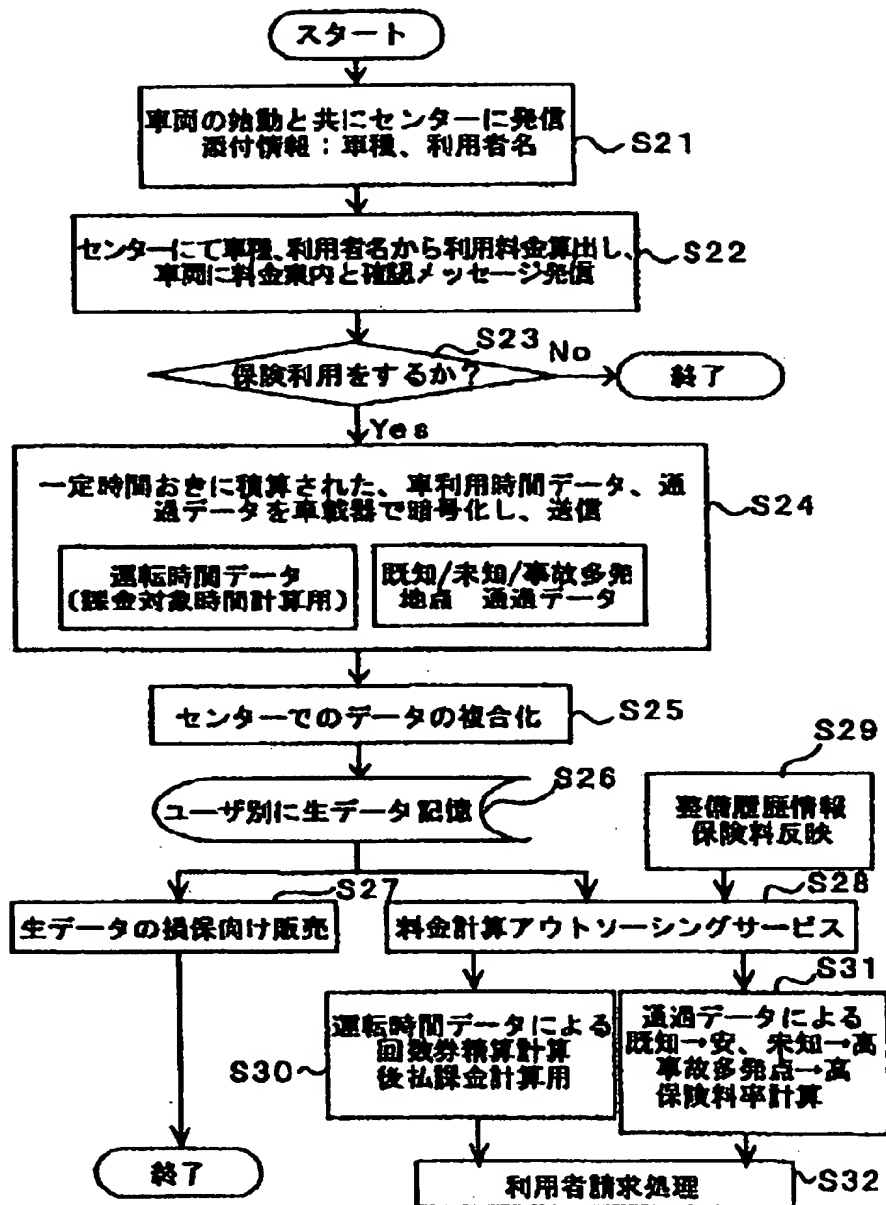 スタート
車両の始動と共にセンターに発信
添付情報：車種、利用者名
S21
センターにて車種、利用者名から利用料金算出し、
車両に料金案内と確認メッセージ発信
S22
S23
保険利用をするか？
No
終了
Yes
一定時間おきに積算された、車利用時間データ、通
過データを車載器で暗号化し、送信
S24
運転時間データ
(課金対象時間計算用)
既知/未知/事故多発
地点　通過データ
センターでのデータの複合化
S25
S29
ユーザ別に生データ記憶
S26
整備履歴情報
保険料反映
S27
S28
生データの損保向け販売
料金計算アウトソーシングサービス
S31
運転時間データによる
回数券積算計算
後払課金計算用
S30
通過データによる
既知→安、未知→高
事故多発点→高
保険料率計算
終了
利用者請求処理
S32